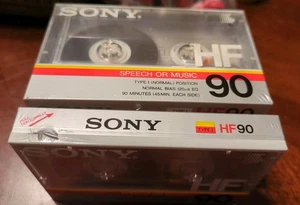 SONY
HF
SPEECH OR MUSIC
TYPE I (NORMAL) POSITION
NORMAL BIAS 120μs EQ
90 MINUTES (45MIN. EACH SIDE)
90
SONY
TYPE I
HF90